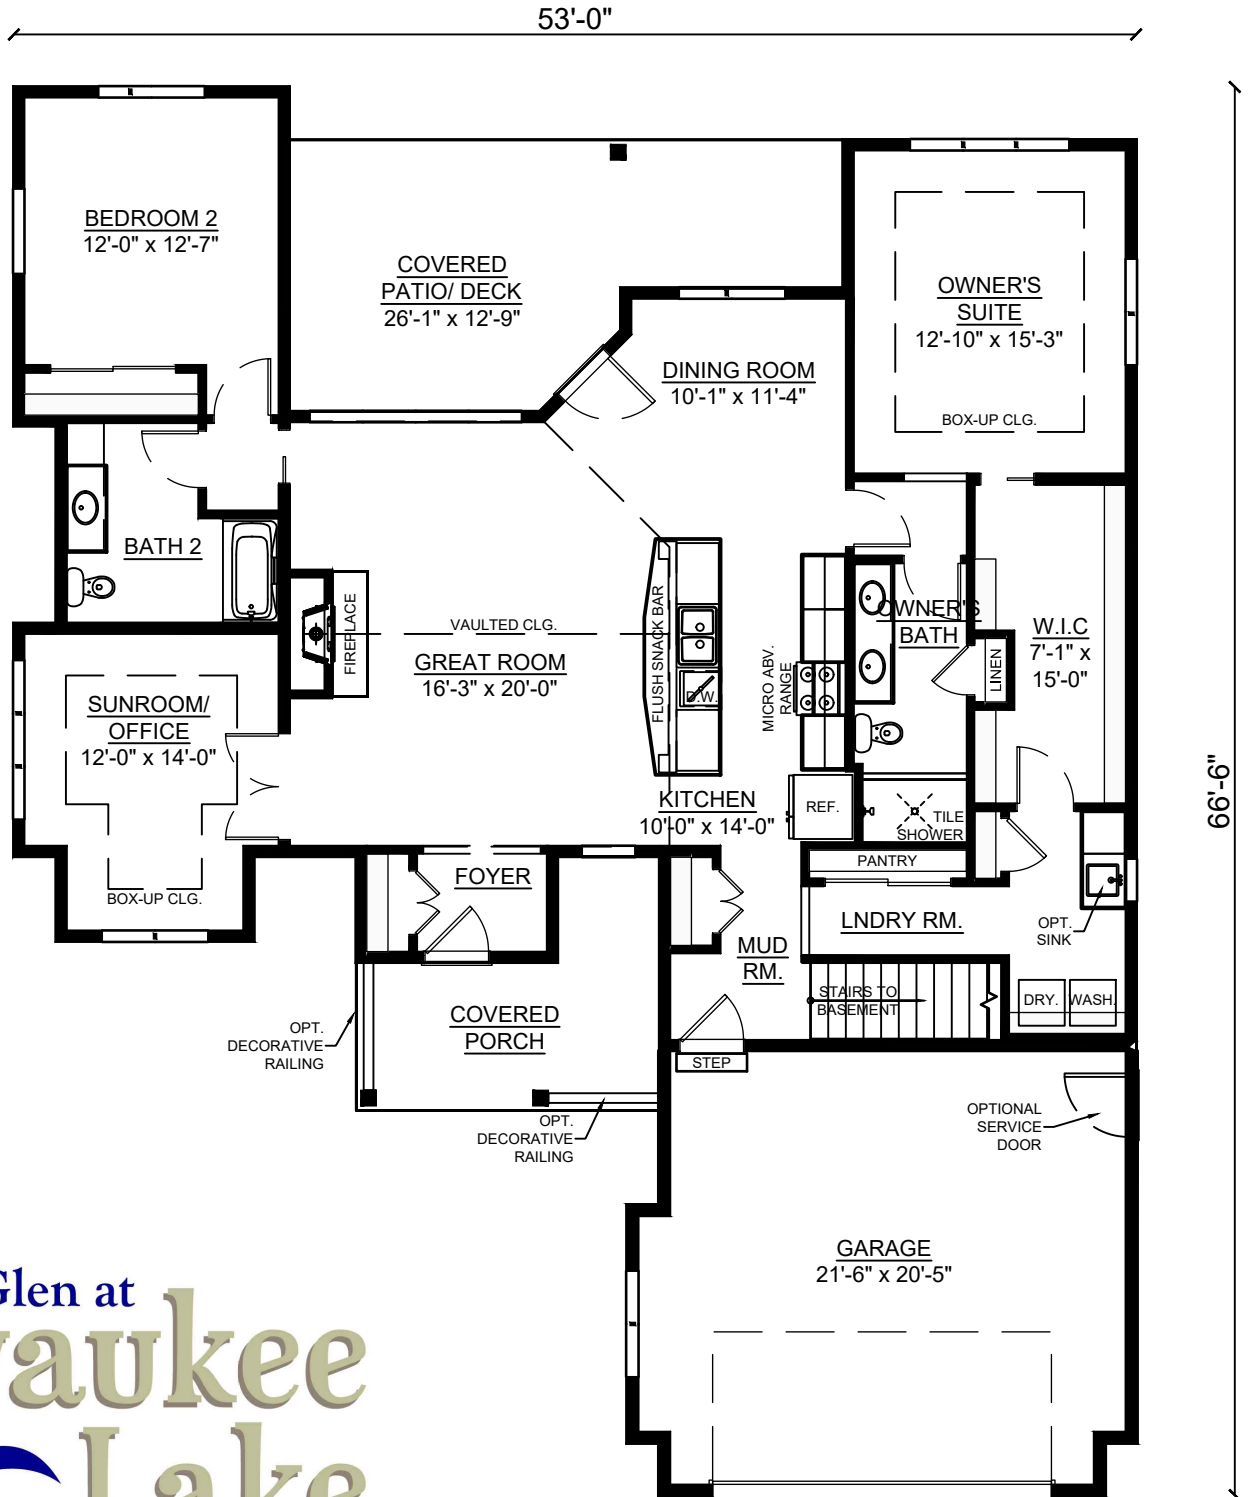 53'-0"
BEDROOM 2
12'-0" x 12'-7"
COVERED
PATIO/ DECK
26'-1" x 12'-9"
OWNER'S
SUITE
12'-10" x 15'-3"
BOX-UP CLG.
DINING ROOM
10'-1" x 11'-4"
BATH 2
FIREPLACE
VAULTED CLG.
GREAT ROOM
16'-3" x 20'-0"
FLUSH SNACK BAR
D.W.
MICRO ABV.
RANGE
OWNER'S
BATH
LINEN
W.I.C
7'-1" x
15'-0"
SUNROOM/
OFFICE
12'-0" x 14'-0"
BOX-UP CLG.
66'-6"
KITCHEN
10'-0" x 14'-0"
REF.
TILE
SHOWER
PANTRY
FOYER
LNDRY RM.
OPT.
SINK
MUD
RM.
STAIRS TO
BASEMENT
DRY.
WASH.
COVERED
PORCH
OPT.
DECORATIVE
RAILING
STEP
OPT.
DECORATIVE
RAILING
OPTIONAL
SERVICE
DOOR
GARAGE
21'-6" x 20'-5"
Glen at
waukee
Lake